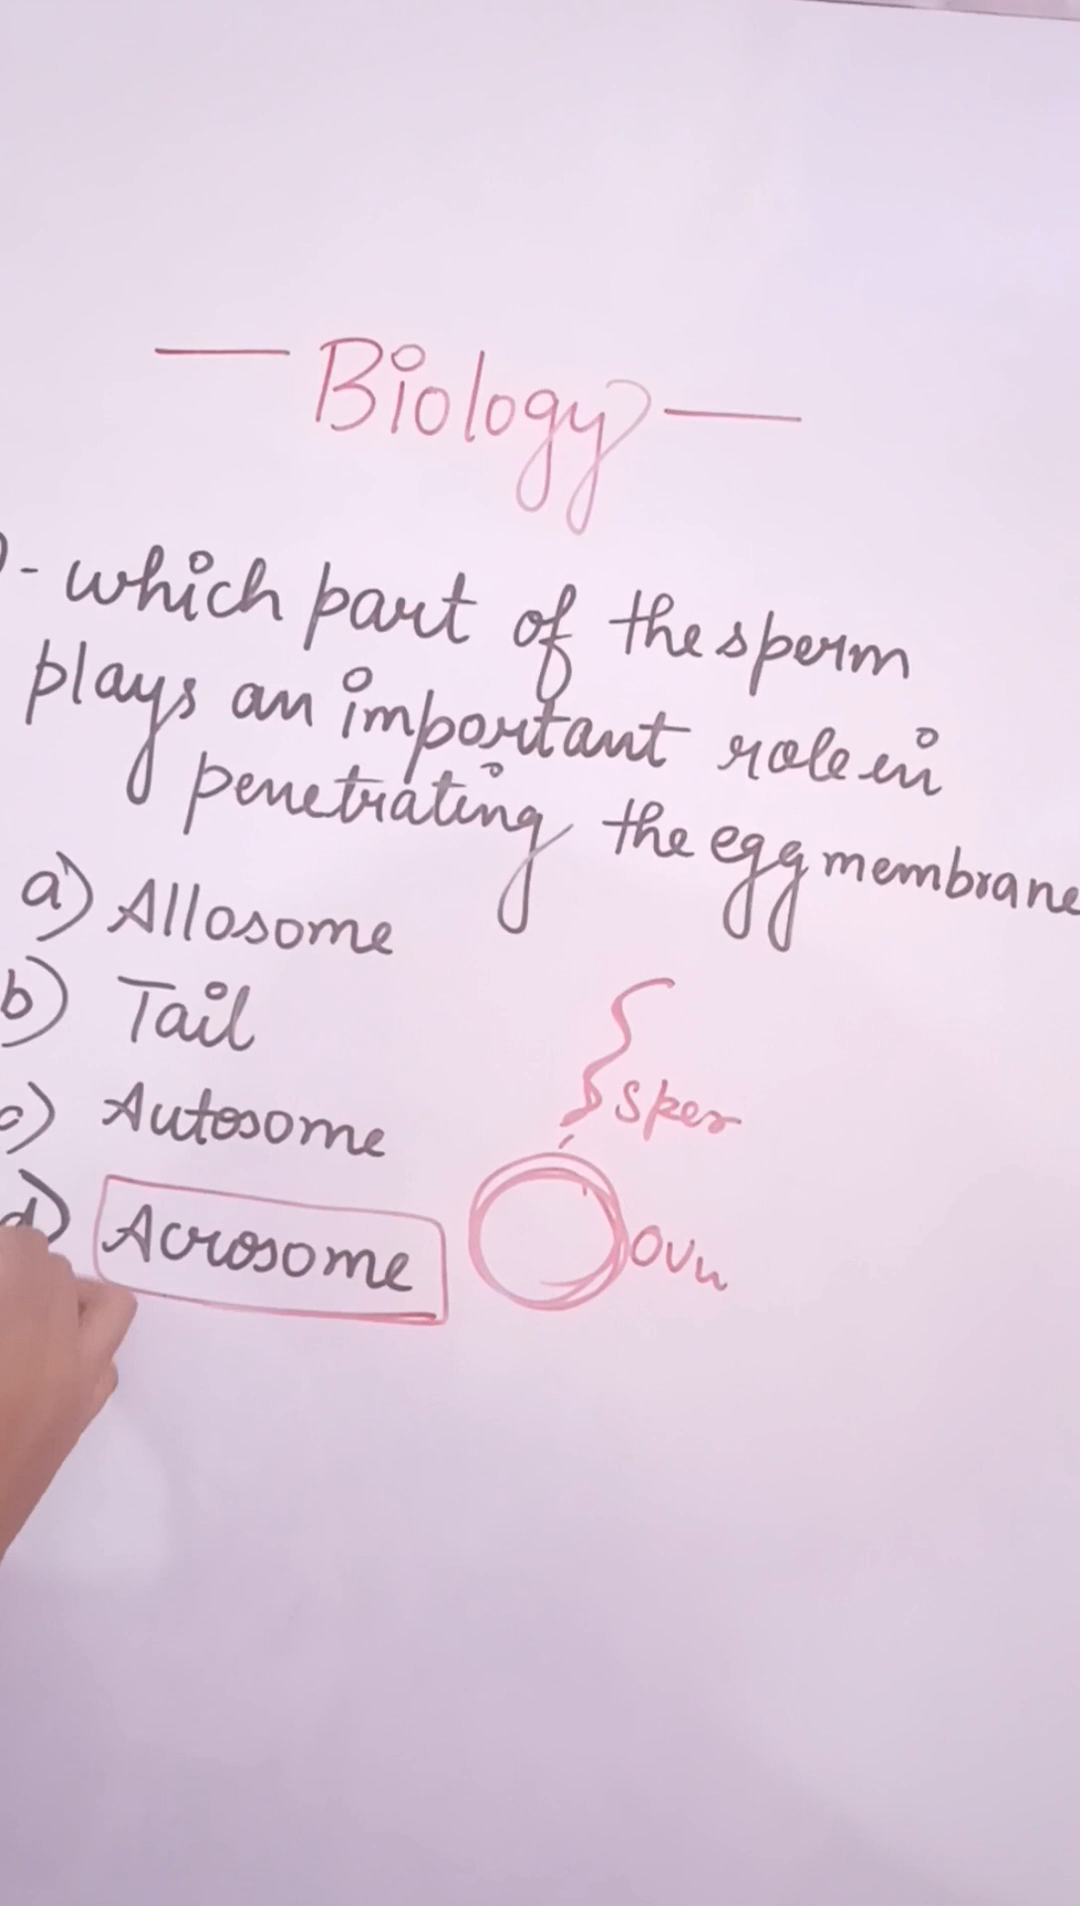 — Biology —
- which part of the sperm
plays an important role in
penetrating the egg membrane
a) Allosome
b) Tail
c) Autosome
d) Acrosome
sper
ovu